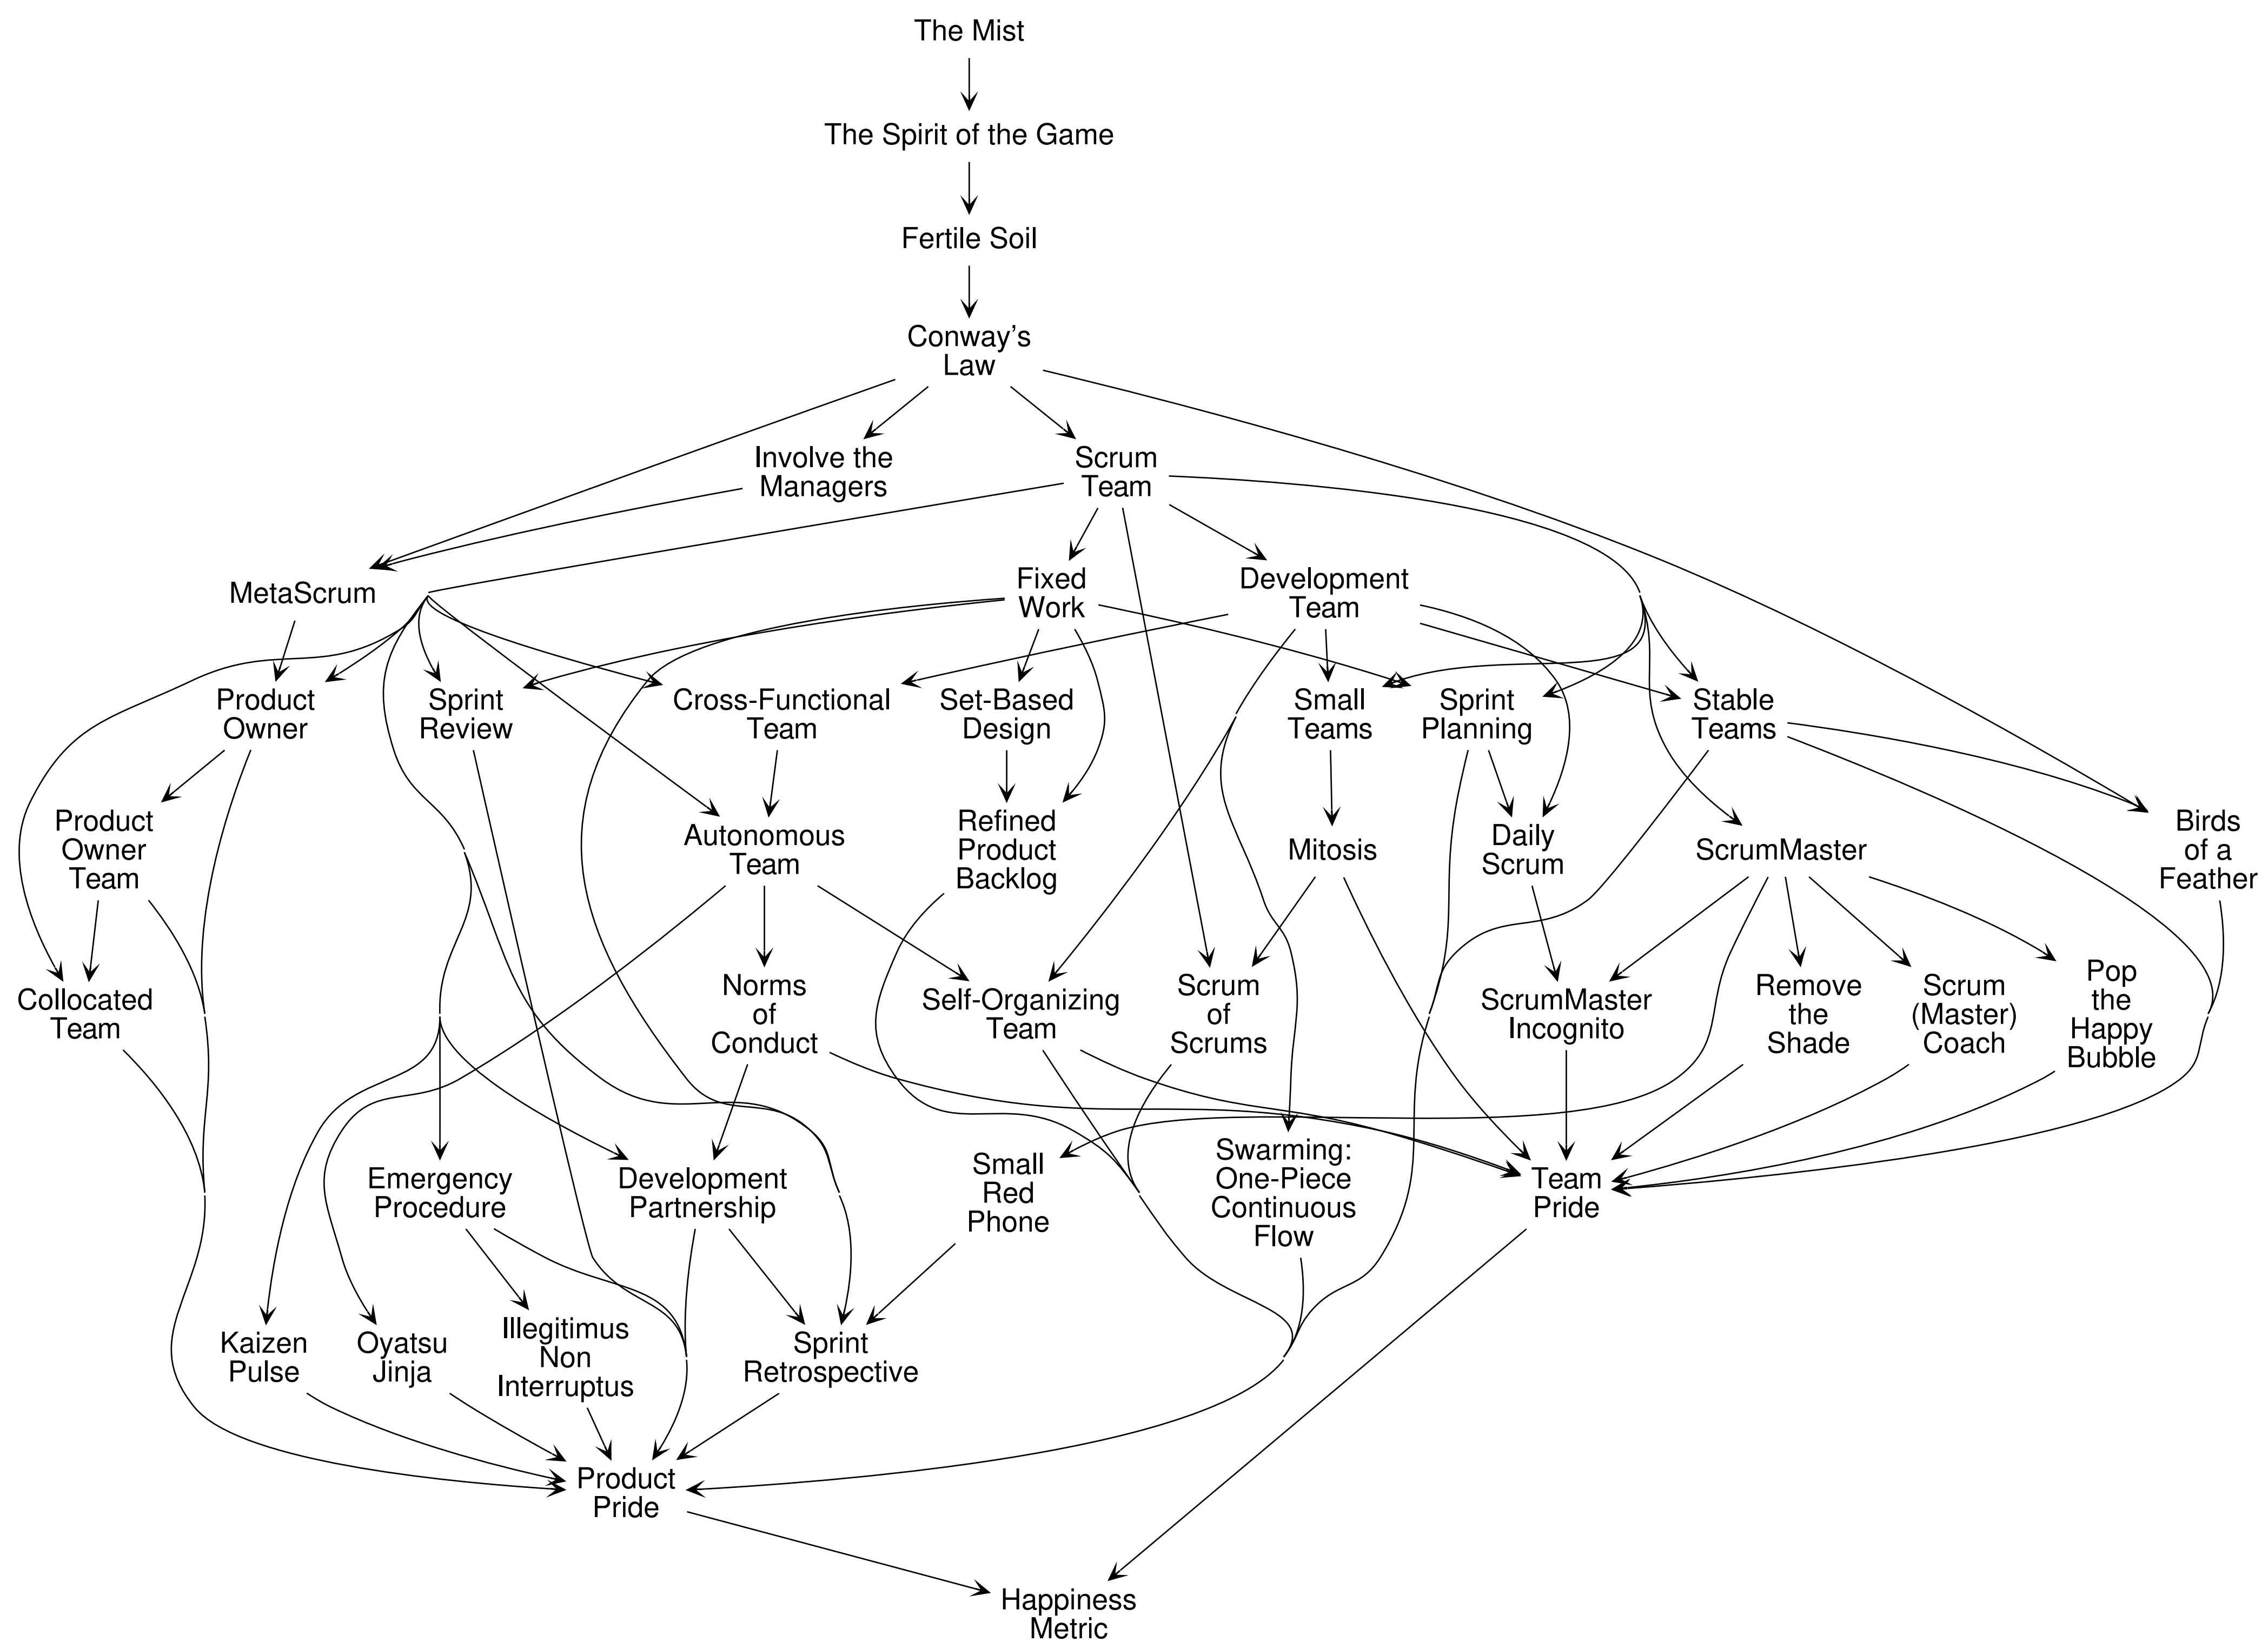 The Mist
The Spirit of the Game
Fertile Soil
Conway’s
Law
Involve the
Managers
Scrum
Team
MetaScrum
Fixed
Work
Development
Team
Product
Owner
Sprint
Review
Cross-Functional
Team
Set-Based
Design
Small
Teams
Sprint
Planning
Stable
Teams
Product
Owner
Team
Autonomous
Team
Refined
Product
Backlog
Mitosis
Daily
Scrum
ScrumMaster
Birds
of a
Feather
Collocated
Team
Norms
of
Conduct
Self-Organizing
Team
Scrum
of
Scrums
ScrumMaster
Incognito
Remove
the
Shade
Scrum
(Master)
Coach
Pop
the
Happy
Bubble
Emergency
Procedure
Development
Partnership
Small
Red
Phone
Swarming:
One-Piece
Continuous
Flow
Team
Pride
Kaizen
Pulse
Oyatsu
Jinja
Illegitimus
Non
Interruptus
Sprint
Retrospective
Product
Pride
Happiness
Metric